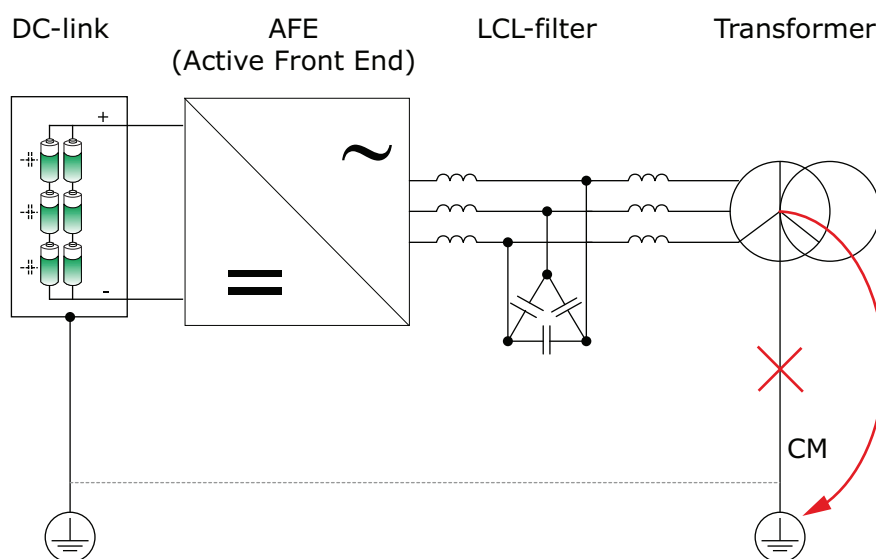 DC-link
AFE
(Active Front End)
LCL-filter
Transformer
+
~
=
-
CM